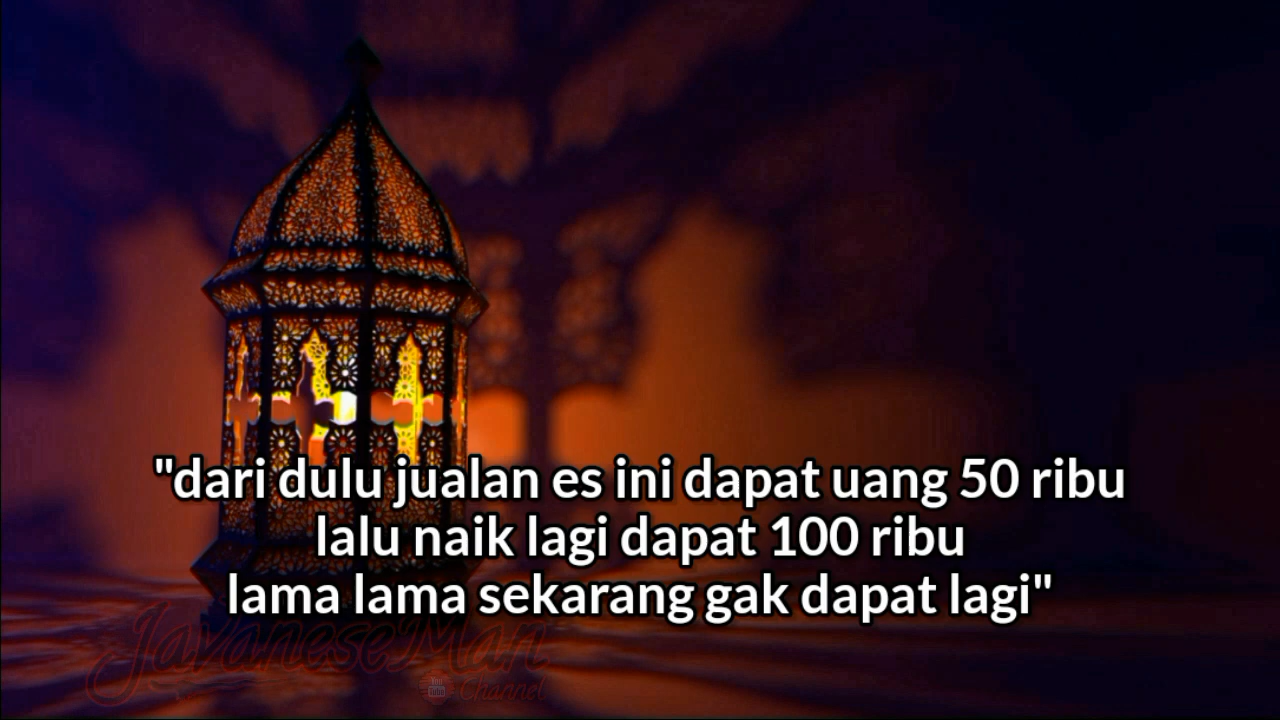 "dari dulu jualan es ini dapat uang 50 ribu
lalu naik lagi dapat 100 ribu
lama lama sekarang gak dapat lagi"
JavaneseMan
Channel